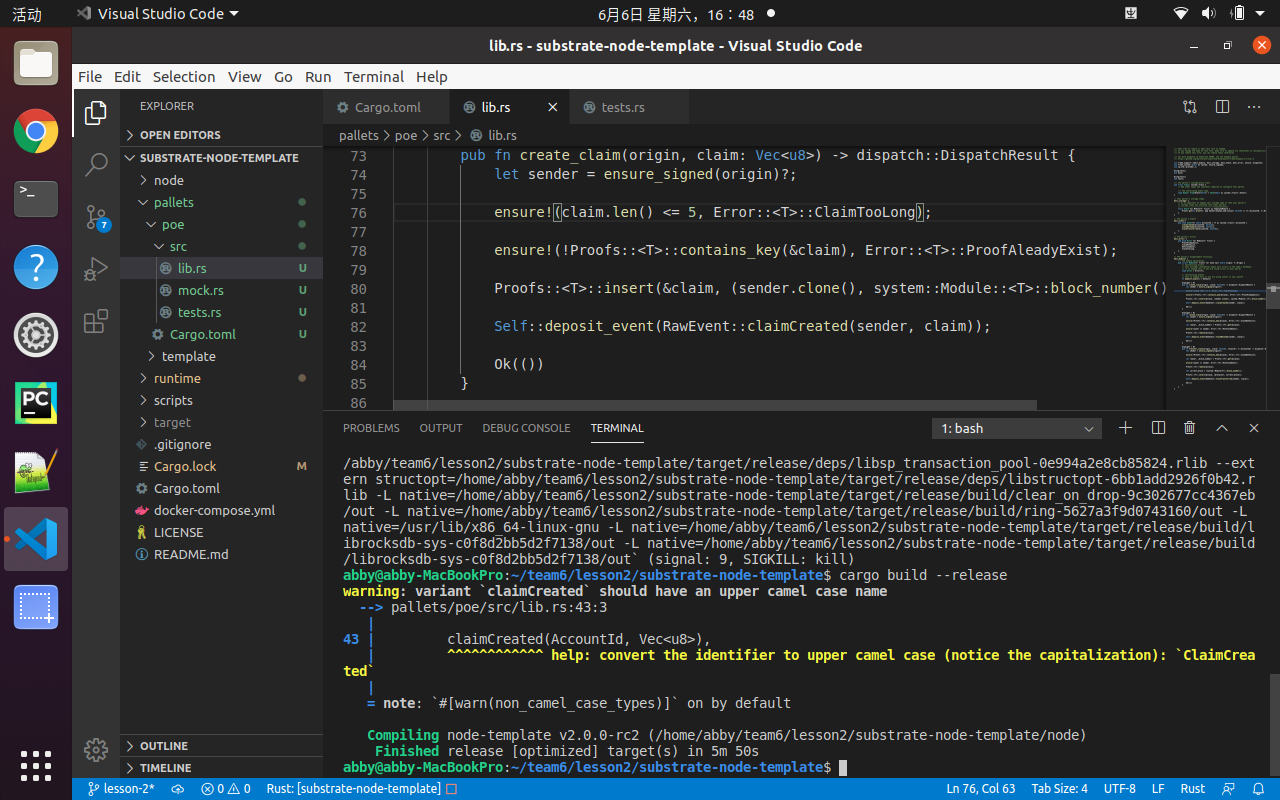 活动
Visual Studio Code
6月6日 星期六，16：48
lib.rs - substrate-node-template - Visual Studio Code
File Edit Selection View Go Run Terminal Help
EXPLORER
OPEN EDITORS
SUBSTRATE-NODE-TEMPLATE
node
pallets
poe
src
lib.rs U
mock.rs U
tests.rs U
Cargo.toml U
template
runtime
scripts
target
.gitignore
Cargo.lock M
Cargo.toml
docker-compose.yml
LICENSE
README.md
OUTLINE
TIMELINE
7
Cargo.toml
lib.rs
tests.rs
pallets > poe > src > lib.rs
73 pub fn create_claim(origin, claim: Vec<u8>) -> dispatch::DispatchResult {
74 let sender = ensure_signed(origin)?;
75
76 ensure!(claim.len() <= 5, Error::<T>::ClaimTooLong);
77
78 ensure!(!Proofs::<T>::contains_key(&claim), Error::<T>::ProofAleadyExist);
79
80 Proofs::<T>::insert(&claim, (sender.clone(), system::Module::<T>::block_number()
81
82 Self::deposit_event(RawEvent::claimCreated(sender, claim));
83
84 Ok(())
85 }
86
PROBLEMS OUTPUT DEBUG CONSOLE TERMINAL
1: bash
/abby/team6/lesson2/substrate-node-template/target/release/deps/libsp_transaction_pool-0e994a2e8cb85824.rlib --ext
ern structopt=/home/abby/team6/lesson2/substrate-node-template/target/release/deps/libstructopt-6bb1add2926f0b42.r
lib -L native=/home/abby/team6/lesson2/substrate-node-template/target/release/build/clear_on_drop-9c302677cc4367eb
/out -L native=/home/abby/team6/lesson2/substrate-node-template/target/release/build/ring-5627a3f9d0743160/out -L
native=/usr/lib/x86_64-linux-gnu -L native=/home/abby/team6/lesson2/substrate-node-template/target/release/build/l
ibrocksdb-sys-c0f8d2bb5d2f7138/out -L native=/home/abby/team6/lesson2/substrate-node-template/target/release/build
/librocksdb-sys-c0f8d2bb5d2f7138/out` (signal: 9, SIGKILL: kill)
abby@abby-MacBookPro:~/team6/lesson2/substrate-node-template$ cargo build --release
warning: variant `claimCreated` should have an upper camel case name
--> pallets/poe/src/lib.rs:43:3
|
43 | claimCreated(AccountId, Vec<u8>),
| ^^^^^^^^^^^^ help: convert the identifier to upper camel case (notice the capitalization): `ClaimCrea
ted`
|
= note: `#[warn(non_camel_case_types)]` on by default
Compiling node-template v2.0.0-rc2 (/home/abby/team6/lesson2/substrate-node-template/node)
Finished release [optimized] target(s) in 5m 50s
abby@abby-MacBookPro:~/team6/lesson2/substrate-node-template$
lesson-2* 0 0 Rust: [substrate-node-template] Ln 76, Col 63 Tab Size: 4 UTF-8 LF Rust